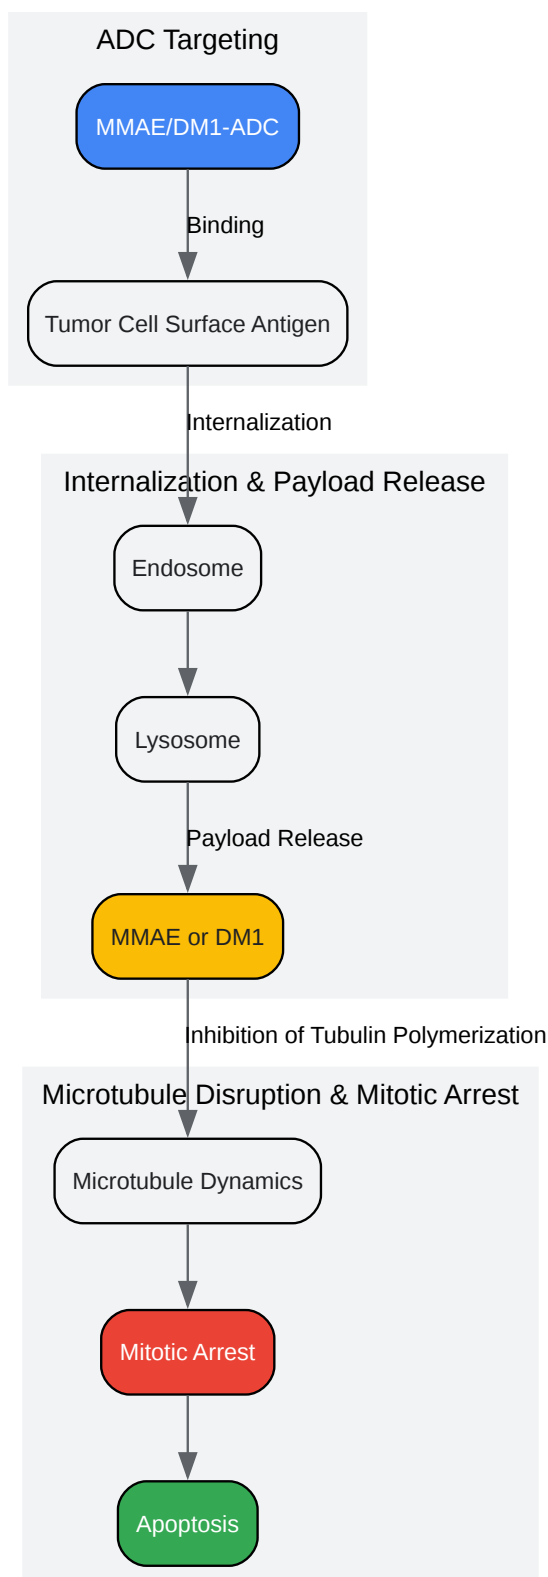 ADC Targeting
MMAE/DM1-ADC
Binding
Tumor Cell Surface Antigen
Internalization
Internalization & Payload Release
Endosome
Lysosome
Payload Release
MMAE or DM1
Inhibition of Tubulin Polymerization
Microtubule Disruption & Mitotic Arrest
Microtubule Dynamics
Mitotic Arrest
Apoptosis